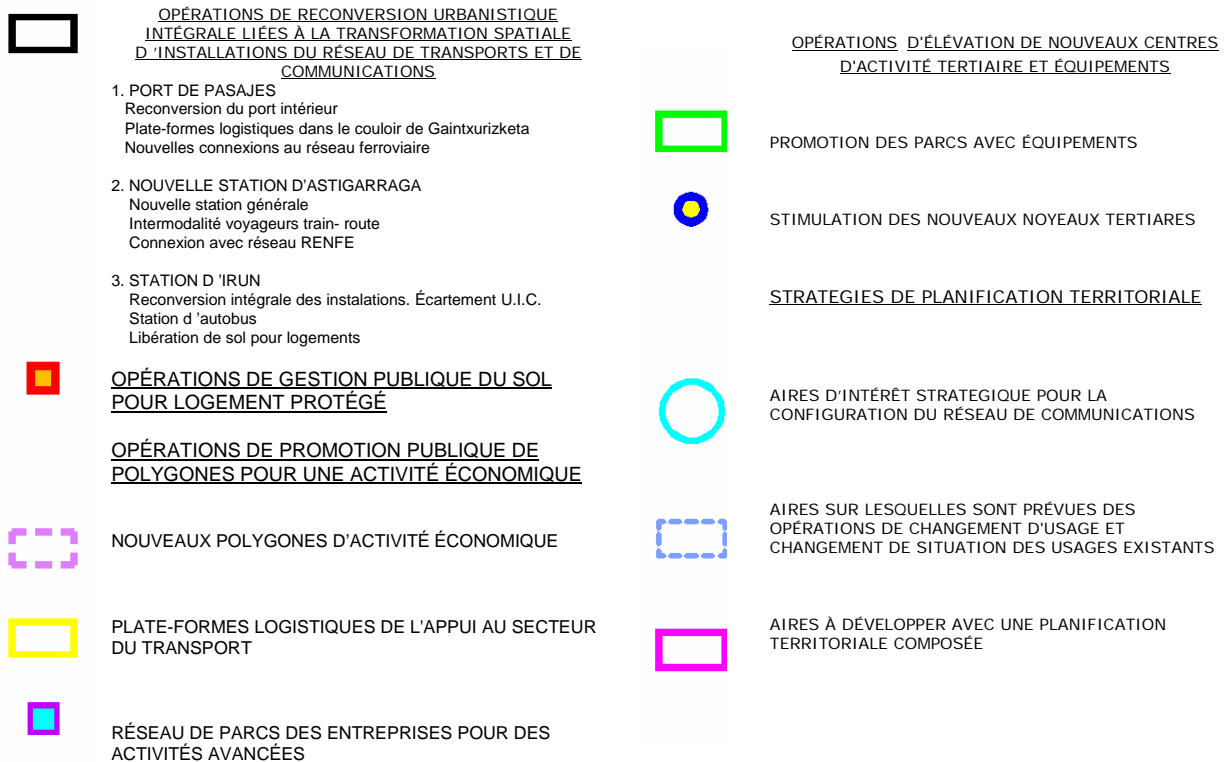 OPÉRATIONS DE RECONVERSION URBANISTIQUE
INTÉGRALE LIÉES À LA TRANSFORMATION SPATIALE
D ’INSTALLATIONS DU RÉSEAU DE TRANSPORTS ET DE
COMMUNICATIONS
1. PORT DE PASAJES
Reconversion du port intérieur
Plate-formes logistiques dans le couloir de Gaintxurizketa
Nouvelles connexions au réseau ferroviaire
2. NOUVELLE STATION D’ASTIGARRAGA
Nouvelle station générale
Intermodalité voyageurs train- route
Connexion avec réseau RENFE
3. STATION D ’IRUN
Reconversion intégrale des instalations. Écartement U.I.C.
Station d ’autobus
Libération de sol pour logements
OPÉRATIONS DE GESTION PUBLIQUE DU SOL
POUR LOGEMENT PROTÉGÉ
OPÉRATIONS DE PROMOTION PUBLIQUE DE
POLYGONES POUR UNE ACTIVITÉ ÉCONOMIQUE
NOUVEAUX POLYGONES D’ACTIVITÉ ÉCONOMIQUE
PLATE-FORMES LOGISTIQUES DE L’APPUI AU SECTEUR
DU TRANSPORT
RÉSEAU DE PARCS DES ENTREPRISES POUR DES
ACTIVITÉS AVANCÉES
OPÉRATIONS D'ÉLÉVATION DE NOUVEAUX CENTRES
D'ACTIVITÉ TERTIAIRE ET ÉQUIPEMENTS
PROMOTION DES PARCS AVEC ÉQUIPEMENTS
STIMULATION DES NOUVEAUX NOYEAUX TERTIARES
STRATEGIES DE PLANIFICATION TERRITORIALE
AIRES D’INTÉRÊT STRATEGIQUE POUR LA
CONFIGURATION DU RÉSEAU DE COMMUNICATIONS
AIRES SUR LESQUELLES SONT PRÉVUES DES
OPÉRATIONS DE CHANGEMENT D'USAGE ET
CHANGEMENT DE SITUATION DES USAGES EXISTANTS
AIRES À DÉVELOPPER AVEC UNE PLANIFICATION
TERRITORIALE COMPOSÉE